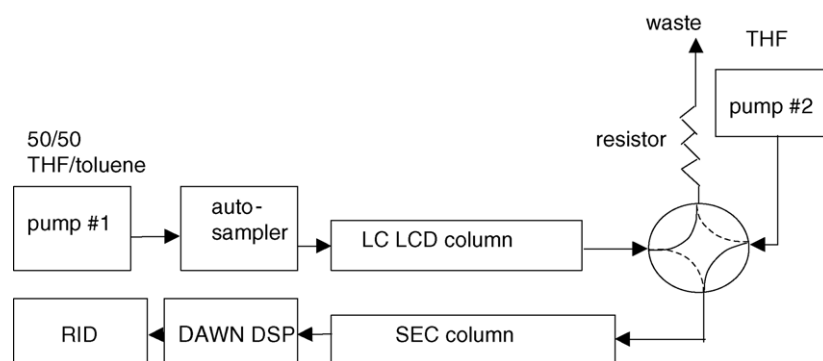 waste
THF
pump #2
resistor
50/50
THF/toluene
pump #1
auto-
sampler
LC LCD column
RID
DAWN DSP
SEC column